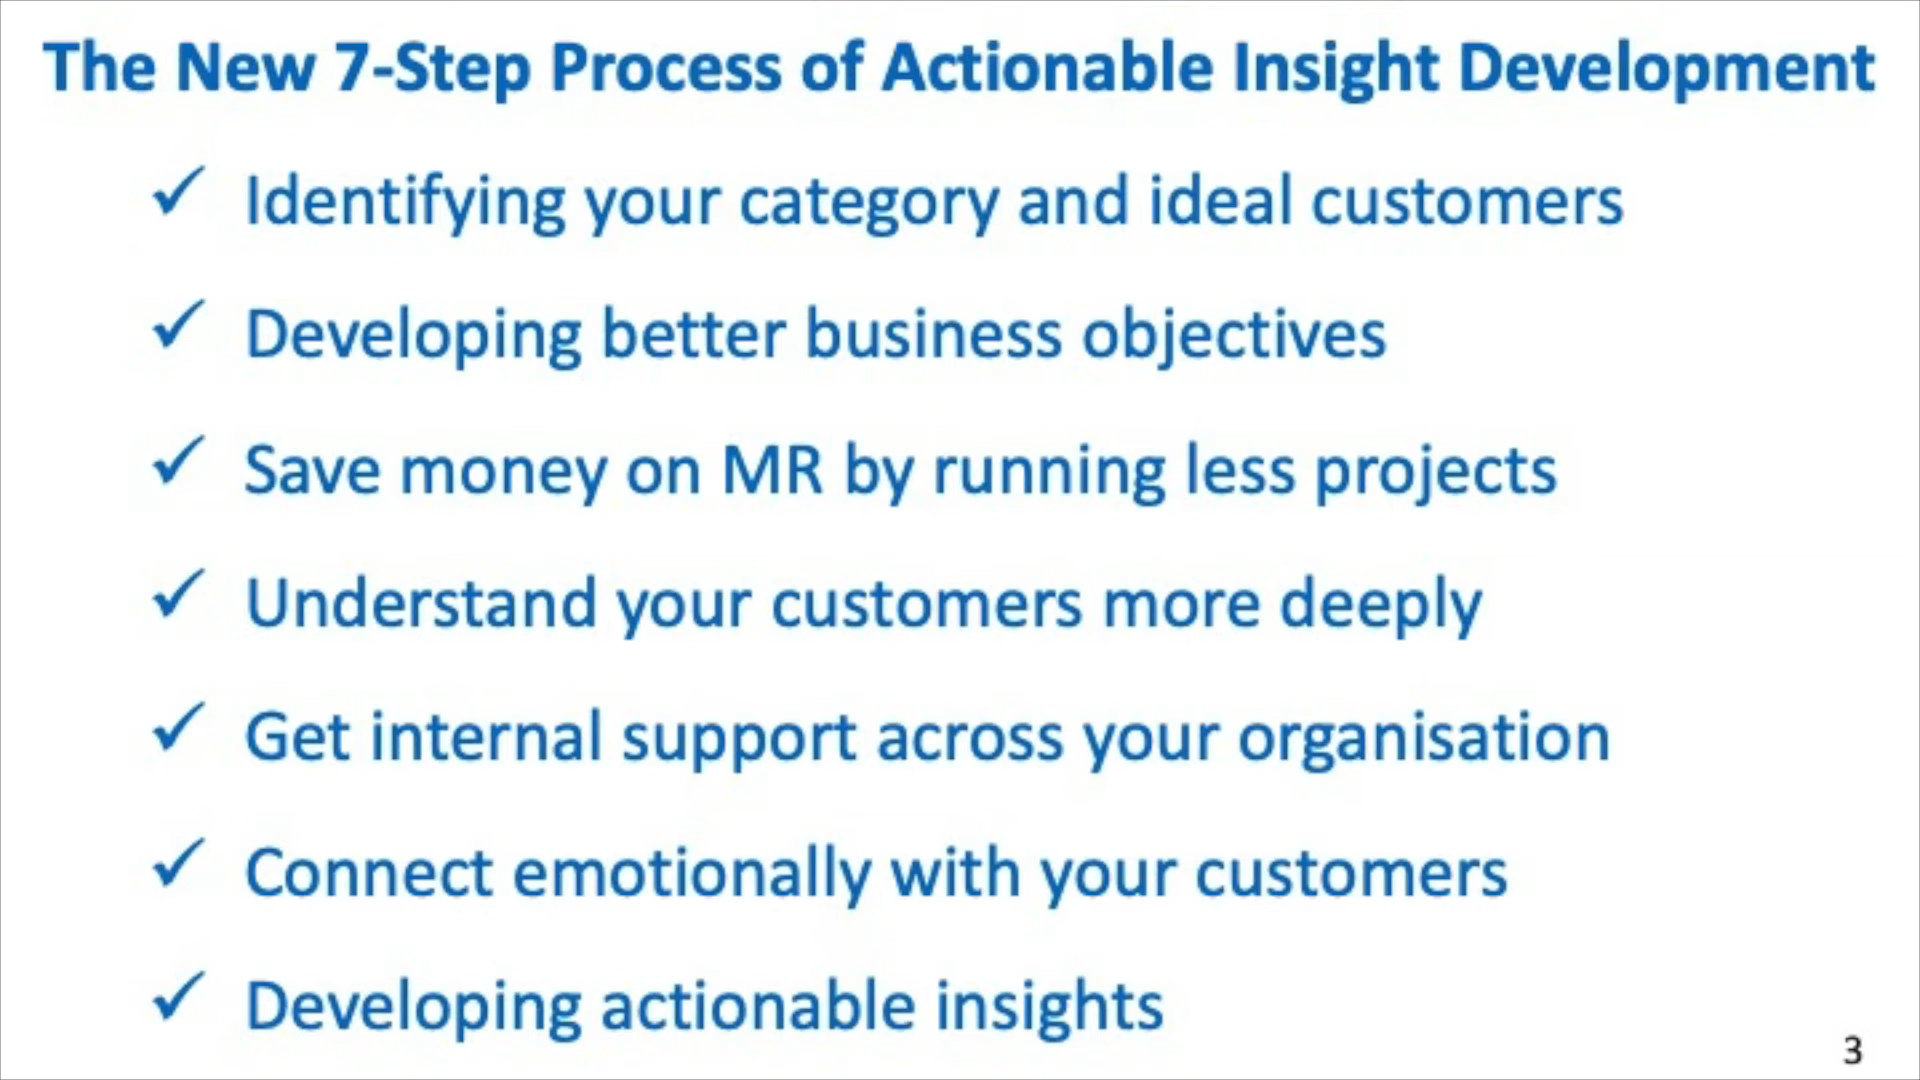 The New 7-Step Process of Actionable Insight Development
✓ Identifying your category and ideal customers
✓ Developing better business objectives
✓ Save money on MR by running less projects
✓ Understand your customers more deeply
✓ Get internal support across your organisation
✓ Connect emotionally with your customers
✓ Developing actionable insights
3